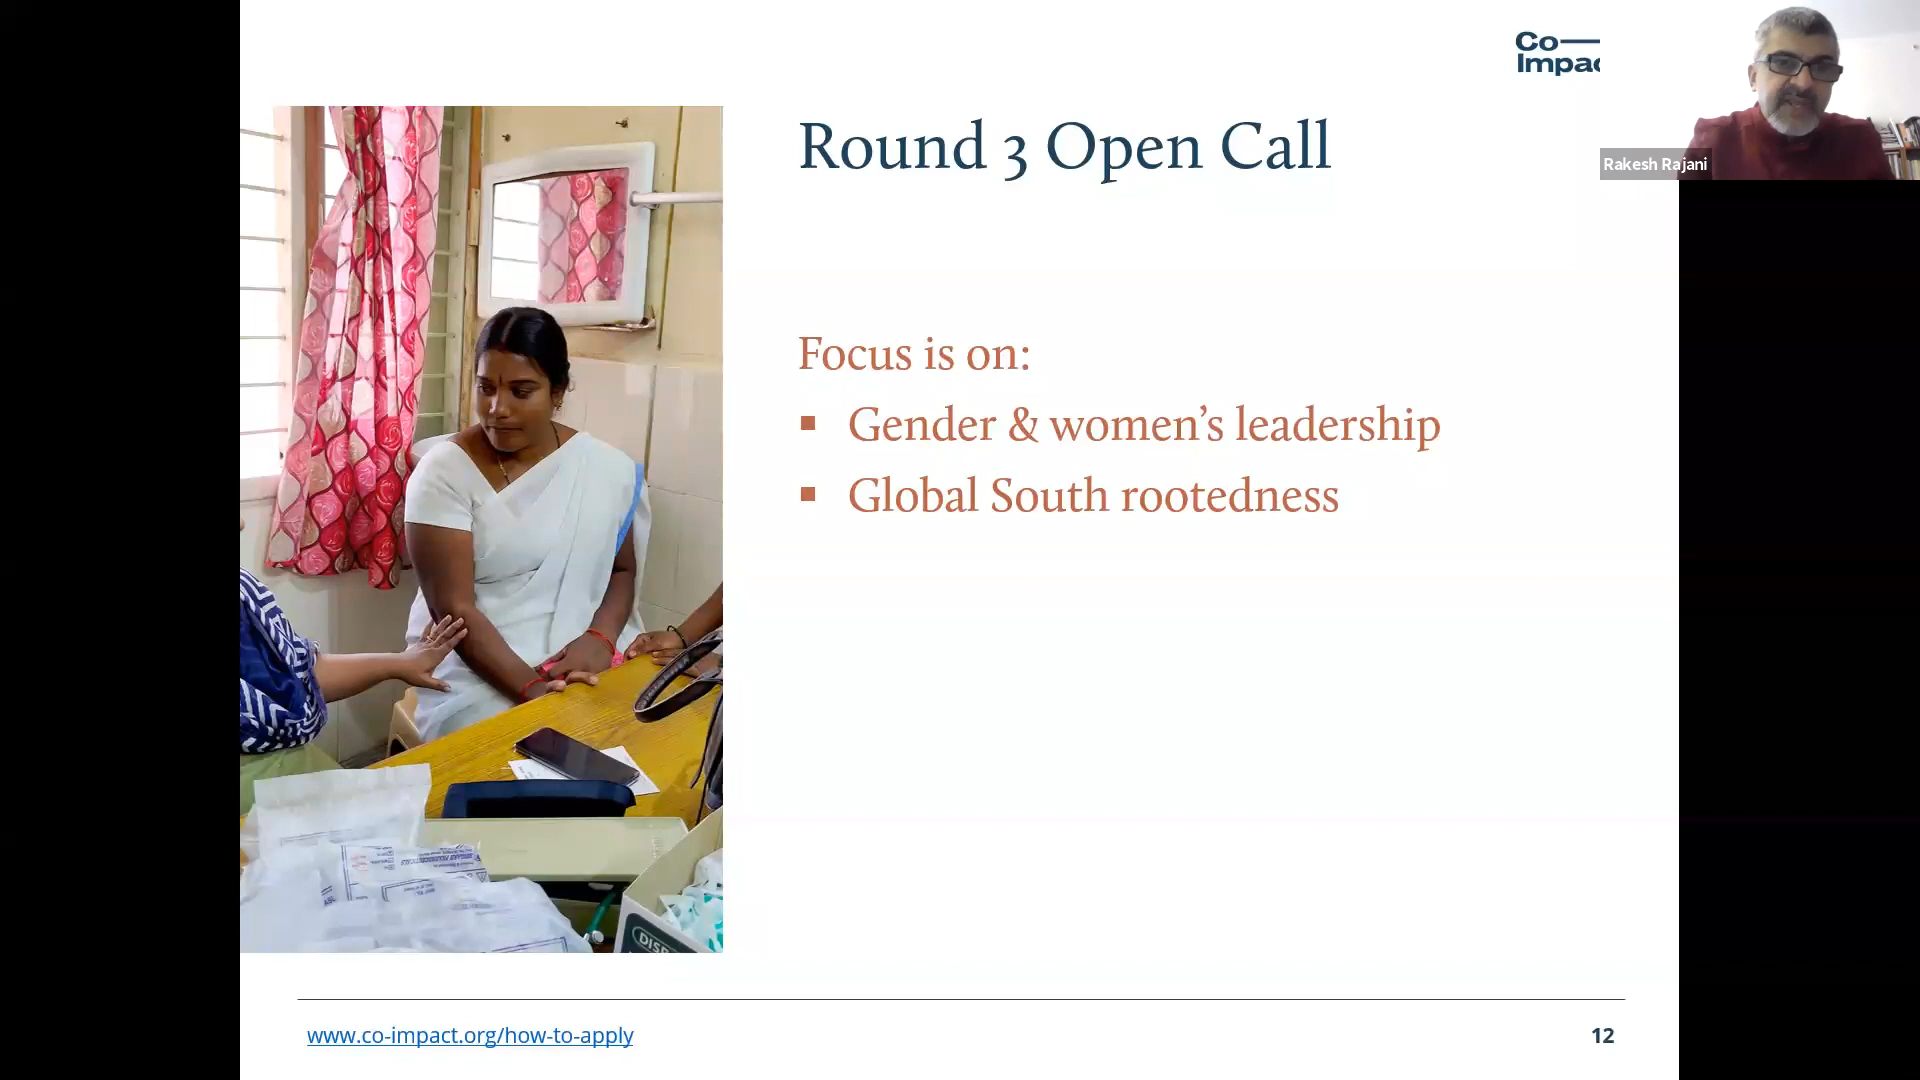 Co
Impac
Rakesh Rajani
Round 3 Open Call
Focus is on:
▪ Gender & women’s leadership
▪ Global South rootedness
DISP
www.co-impact.org/how-to-apply
12